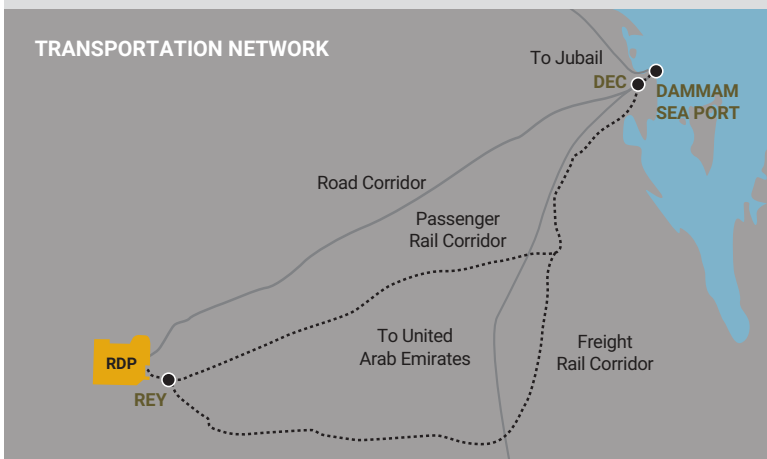 TRANSPORTATION NETWORK
To Jubail
DEC
DAMMAM
SEA PORT
Road Corridor
Passenger
Rail Corridor
To United
Arab Emirates
Freight
Rail Corridor
RDP
REY